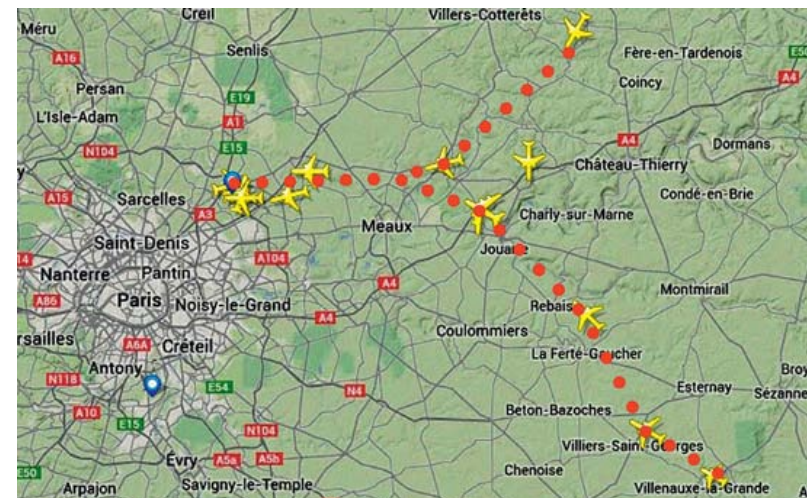 Creil
Villers-Cotterêts
Méru
Senlis
Fère-en-Tardenois
A16
Persan
Coincy
A4
E19
L'Isle-Adam
A1
E15
A4
Dormans
N104
Château-Thierry
A15
Sarcelles
Condé-en-Brie
A3
Meaux
Charly-sur-Marne
Saint-Denis
A104
Jouarre
14
Nanterre
Pantin
A4
Montmirail
A86
Paris
Noisy-le-Grand
Rebais
A4
Coulommiers
rsailles
A6A
Créteil
La Ferté-Gaucher
Antony
N118
E54
N4
Esternay
Broy
Sézanne
A10
E15
Beton-Bazoches
N104
Villiers-Saint-Georges
Évry
A5a
A5b
Chenoise
E50
Arpajon
Savigny-le-Temple
Villenauxe-la-Grande